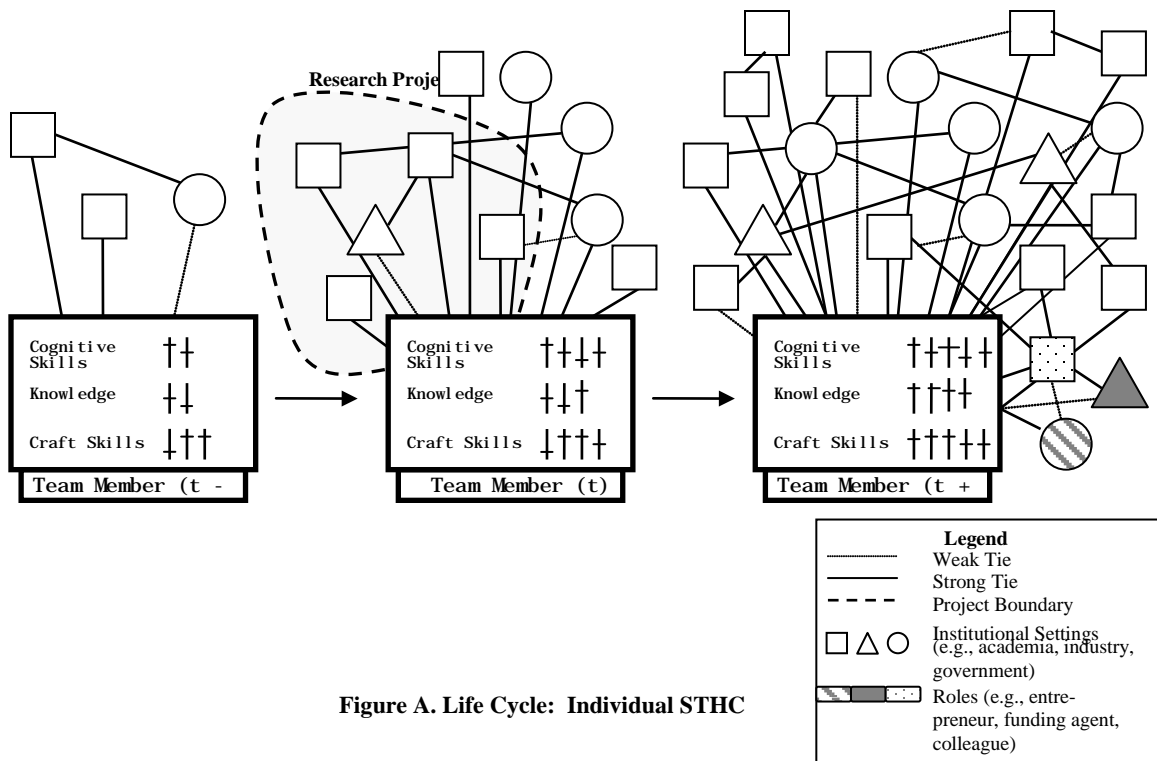 Research Proje
Cognitive
Skills
Knowledge
Craft Skills
Team Member (t -
Cognitive
Skills
Knowledge
Craft Skills
Team Member (t)
Cognitive
Skills
Knowledge
Craft Skills
Team Member (t +
Legend
Weak Tie
Strong Tie
Project Boundary
Institutional Settings
(e.g., academia, industry,
government)
Roles (e.g., entre-
preneur, funding agent,
colleague)
Figure A. Life Cycle: Individual STHC